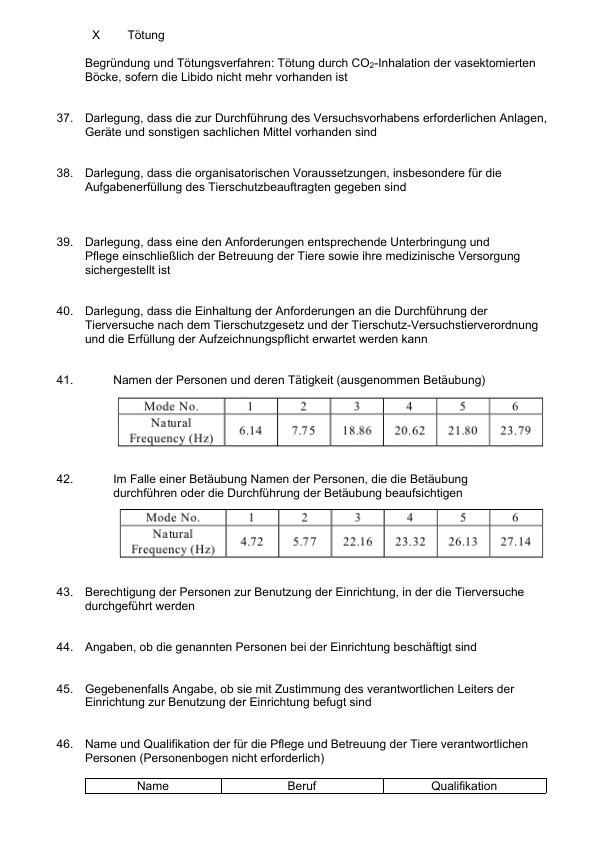 X Tötung
Begründung und Tötungsverfahren: Tötung durch CO₂-Inhalation der vasektomierten
Böcke, sofern die Libido nicht mehr vorhanden ist
37. Darlegung, dass die zur Durchführung des Versuchsvorhabens erforderlichen Anlagen,
Geräte und sonstigen sachlichen Mittel vorhanden sind
38. Darlegung, dass die organisatorischen Voraussetzungen, insbesondere für die
Aufgabenerfüllung des Tierschutzbeauftragten gegeben sind
39. Darlegung, dass eine den Anforderungen entsprechende Unterbringung und
Pflege einschließlich der Betreuung der Tiere sowie ihre medizinische Versorgung
sichergestellt ist
40. Darlegung, dass die Einhaltung der Anforderungen an die Durchführung der
Tierversuche nach dem Tierschutzgesetz und der Tierschutz-Versuchstierverordnung
und die Erfüllung der Aufzeichnungspflicht erwartet werden kann
41. Namen der Personen und deren Tätigkeit (ausgenommen Betäubung)
Mode No. 1 2 3 4 5 6
Natural
Frequency (Hz) 6.14 7.75 18.86 20.62 21.80 23.79
42. Im Falle einer Betäubung Namen der Personen, die die Betäubung
durchführen oder die Durchführung der Betäubung beaufsichtigen
Mode No. 1 2 3 4 5 6
Natural
Frequency (Hz) 4.72 5.77 22.16 23.32 26.13 27.14
43. Berechtigung der Personen zur Benutzung der Einrichtung, in der die Tierversuche
durchgeführt werden
44. Angaben, ob die genannten Personen bei der Einrichtung beschäftigt sind
45. Gegebenenfalls Angabe, ob sie mit Zustimmung des verantwortlichen Leiters der
Einrichtung zur Benutzung der Einrichtung befugt sind
46. Name und Qualifikation der für die Pflege und Betreuung der Tiere verantwortlichen
Personen (Personenbogen nicht erforderlich)
Name Beruf Qualifikation